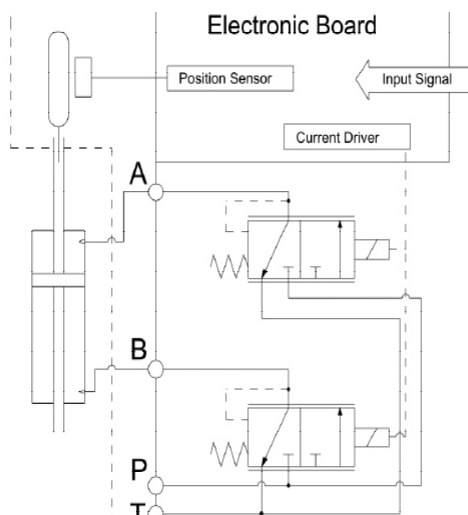 Electronic Board
Position Sensor
Input Signal
Current Driver
A
B
P
T